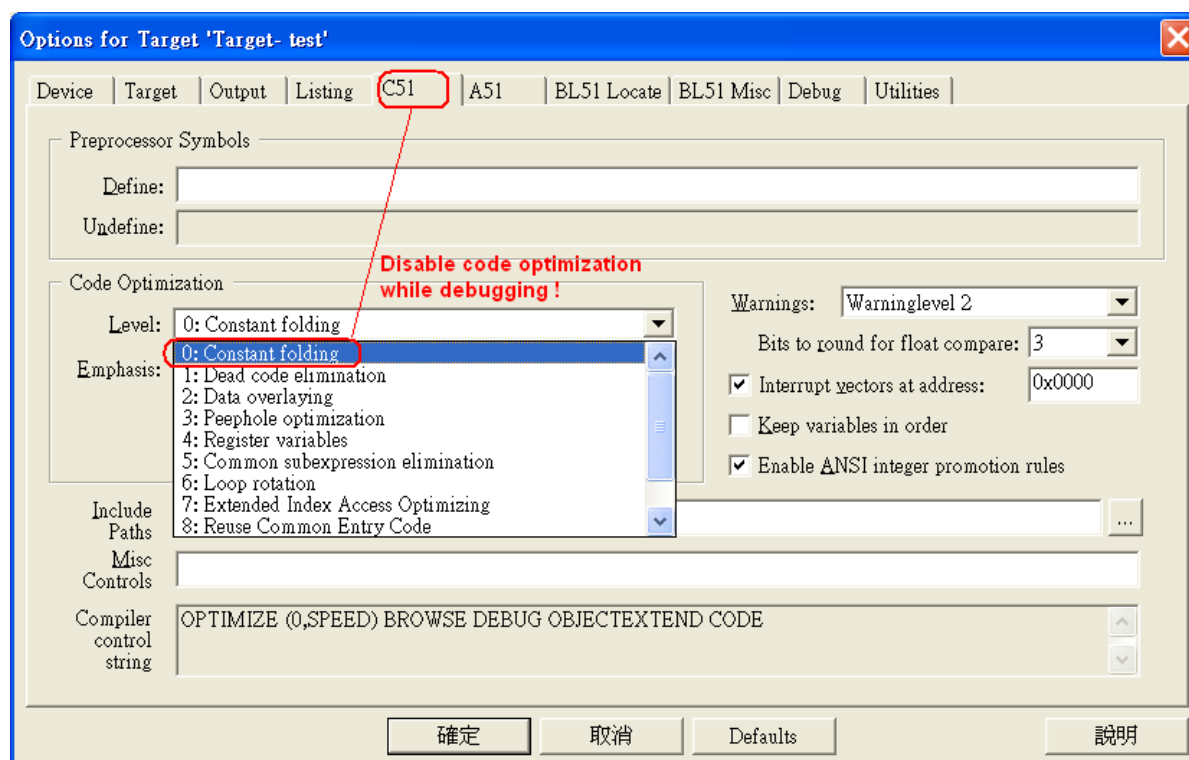 Options for Target 'Target- test'
Device Target Output Listing C51 A51 BL51 Locate BL51 Misc Debug Utilities
Preprocessor Symbols
Define:
Undefine:
Disable code optimization
while debugging !
Code Optimization
Level: 0: Constant folding
0: Constant folding
1: Dead code elimination
2: Data overlaying
3: Peephole optimization
4: Register variables
5: Common subexpression elimination
6: Loop rotation
7: Extended Index Access Optimizing
8: Reuse Common Entry Code
Emphasis:
Warnings: Warninglevel 2
Bits to round for float compare: 3
Interrupt vectors at address: 0x0000
Keep variables in order
Enable ANSI integer promotion rules
Include
Paths
...
Misc
Controls
Compiler
control
string
OPTIMIZE (0,SPEED) BROWSE DEBUG OBJECTEXTEND CODE
確定 取消 Defaults 說明